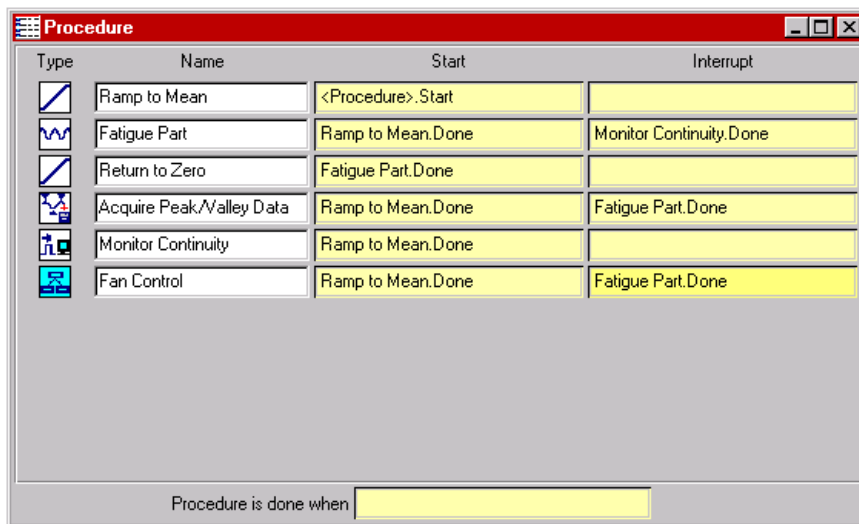 Procedure
Type Name Start Interrupt
Ramp to Mean <Procedure>.Start
Fatigue Part Ramp to Mean.Done Monitor Continuity.Done
Return to Zero Fatigue Part.Done
Acquire Peak/Valley Data Ramp to Mean.Done Fatigue Part.Done
Monitor Continuity Ramp to Mean.Done
Fan Control Ramp to Mean.Done Fatigue Part.Done
Procedure is done when